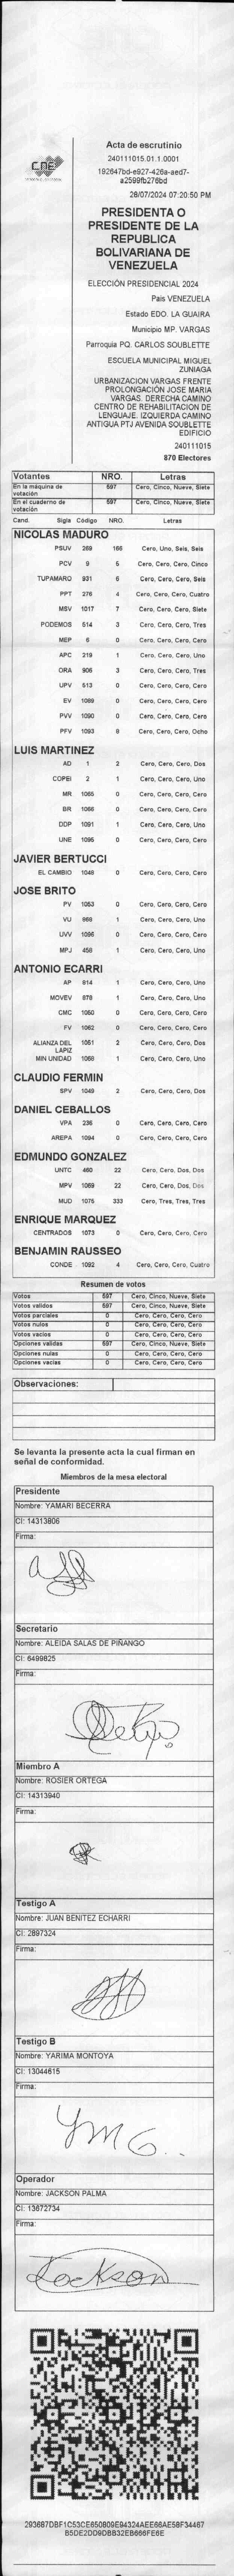 CNE
Acta de escrutinio
240111015.01.1.0001
192647bd-e927-426a-aed7-
a2599fb276bd
28/07/2024 07:20:50 PM
PRESIDENTA O
PRESIDENTE DE LA
REPUBLICA
BOLIVARIANA DE
VENEZUELA
ELECCIÓN PRESIDENCIAL 2024
Pais VENEZUELA
Estado EDO. LA GUAIRA
Municipio MP. VARGAS
Parroquia PQ. CARLOS SOUBLETTE
ESCUELA MUNICIPAL MIGUEL
ZUNIAGA
URBANIZACION VARGAS FRENTE
PROLONGACIÓN JOSE MARIA
VARGAS. DERECHA CAMINO
CENTRO DE REHABILITACION DE
LENGUAJE. IZQUIERDA CAMINO
ANTIGUA PTJ AVENIDA SOUBLETTE
EDIFICIO
240111015
870 Electores
Votantes NRO. Letras
En la máquina de votación 597 Cero, Cinco, Nueve, Siete
En el cuaderno de votación 597 Cero, Cinco, Nueve, Siete
Cand. Sigla Código NRO. Letras
NICOLAS MADURO
PSUV 269 166 Cero, Uno, Seis, Seis
PCV 9 5 Cero, Cero, Cero, Cinco
TUPAMARO 931 6 Cero, Cero, Cero, Seis
PPT 276 4 Cero, Cero, Cero, Cuatro
MSV 1017 7 Cero, Cero, Cero, Siete
PODEMOS 514 3 Cero, Cero, Cero, Tres
MEP 6 0 Cero, Cero, Cero, Cero
APC 219 1 Cero, Cero, Cero, Uno
ORA 906 3 Cero, Cero, Cero, Tres
UPV 513 0 Cero, Cero, Cero, Cero
EV 1089 0 Cero, Cero, Cero, Cero
PVV 1090 0 Cero, Cero, Cero, Cero
PFV 1093 8 Cero, Cero, Cero, Ocho
LUIS MARTINEZ
AD 1 2 Cero, Cero, Cero, Dos
COPEI 2 1 Cero, Cero, Cero, Uno
MR 1065 0 Cero, Cero, Cero, Cero
BR 1066 0 Cero, Cero, Cero, Cero
DDP 1091 1 Cero, Cero, Cero, Uno
UNE 1095 0 Cero, Cero, Cero, Cero
JAVIER BERTUCCI
EL CAMBIO 1048 0 Cero, Cero, Cero, Cero
JOSE BRITO
PV 1053 0 Cero, Cero, Cero, Cero
VU 868 1 Cero, Cero, Cero, Uno
UVV 1096 0 Cero, Cero, Cero, Cero
MPJ 458 1 Cero, Cero, Cero, Uno
ANTONIO ECARRI
AP 814 1 Cero, Cero, Cero, Uno
MOVEV 878 1 Cero, Cero, Cero, Uno
CMC 1050 0 Cero, Cero, Cero, Cero
FV 1062 0 Cero, Cero, Cero, Cero
ALIANZA DEL LAPIZ 1051 2 Cero, Cero, Cero, Dos
MIN UNIDAD 1058 1 Cero, Cero, Cero, Uno
CLAUDIO FERMIN
SPV 1049 2 Cero, Cero, Cero, Dos
DANIEL CEBALLOS
VPA 236 0 Cero, Cero, Cero, Cero
AREPA 1094 0 Cero, Cero, Cero, Cero
EDMUNDO GONZALEZ
UNTC 460 22 Cero, Cero, Dos, Dos
MPV 1069 22 Cero, Cero, Dos, Dos
MUD 1075 333 Cero, Tres, Tres, Tres
ENRIQUE MARQUEZ
CENTRADOS 1073 0 Cero, Cero, Cero, Cero
BENJAMIN RAUSSEO
CONDE 1092 4 Cero, Cero, Cero, Cuatro
Resumen de votos
Votos 597 Cero, Cinco, Nueve, Siete
Votos validos 597 Cero, Cinco, Nueve, Siete
Votos parciales 0 Cero, Cero, Cero, Cero
Votos nulos 0 Cero, Cero, Cero, Cero
Votos vacios 0 Cero, Cero, Cero, Cero
Opciones validas 597 Cero, Cinco, Nueve, Siete
Opciones nulas 0 Cero, Cero, Cero, Cero
Opciones vacias 0 Cero, Cero, Cero, Cero
Observaciones:
Se levanta la presente acta la cual firman en
señal de conformidad.
Miembros de la mesa electoral
Presidente
Nombre: YAMARI BECERRA
CI: 14313806
Firma:
Secretario
Nombre: ALEIDA SALAS DE PIÑANGO
CI: 6499825
Firma:
Miembro A
Nombre: ROSIER ORTEGA
CI: 14313940
Firma:
Testigo A
Nombre: JUAN BENITEZ ECHARRI
CI: 2897324
Firma:
Testigo B
Nombre: YARIMA MONTOYA
CI: 13044615
Firma:
YMG..
Operador
Nombre: JACKSON PALMA
CI: 13672734
Firma:
Jackson
293687DBF1C53CE650809E94324AEE66AE58F34467
B5DE2DD9DBB32EB666FE6E